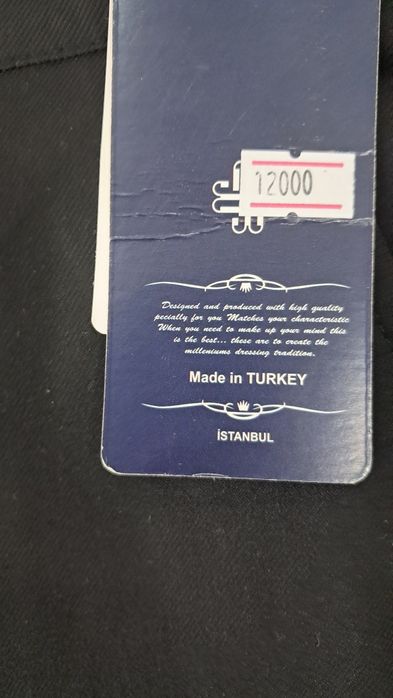 12000
Designed and produced with high quality
pecially for you Matches your characteristic
When you need to make up your mind this
is the best... these are to create the
milleniums dressing tradition.
Made in TURKEY
İSTANBUL